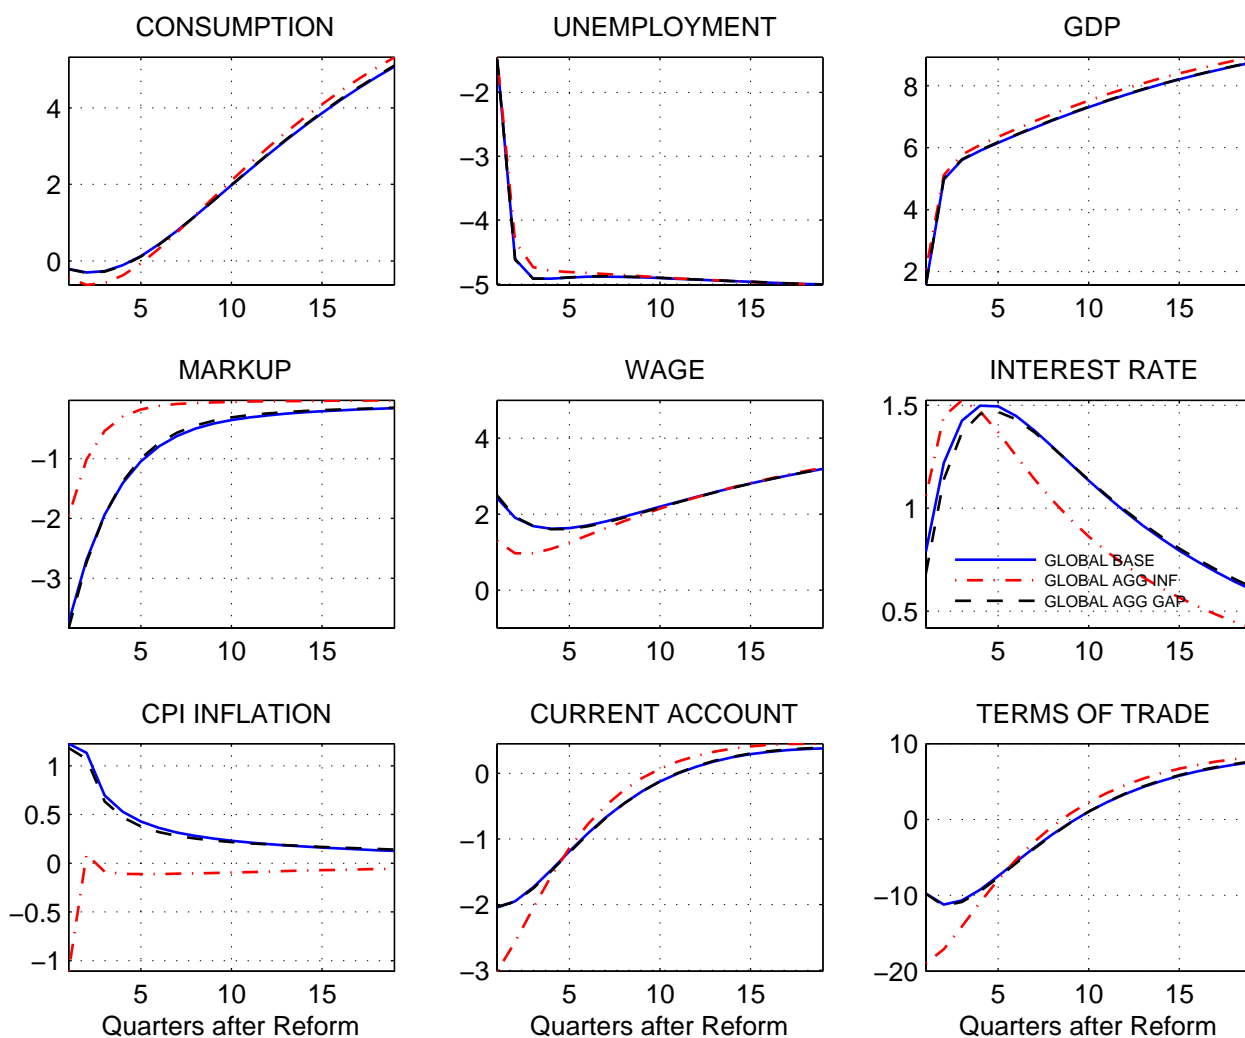 CONSUMPTION
4
2
0
5 10 15
UNEMPLOYMENT
−2
−3
−4
−5
5 10 15
GDP
8
6
4
2
5 10 15
MARKUP
−1
−2
−3
5 10 15
WAGE
4
2
0
5 10 15
INTEREST RATE
1.5
1
0.5
GLOBAL BASE
GLOBAL AGG INF
GLOBAL AGG GAP
5 10 15
CPI INFLATION
1
0.5
0
−0.5
−1
5 10 15
Quarters after Reform
CURRENT ACCOUNT
0
−1
−2
−3
5 10 15
Quarters after Reform
TERMS OF TRADE
10
0
−10
−20
5 10 15
Quarters after Reform